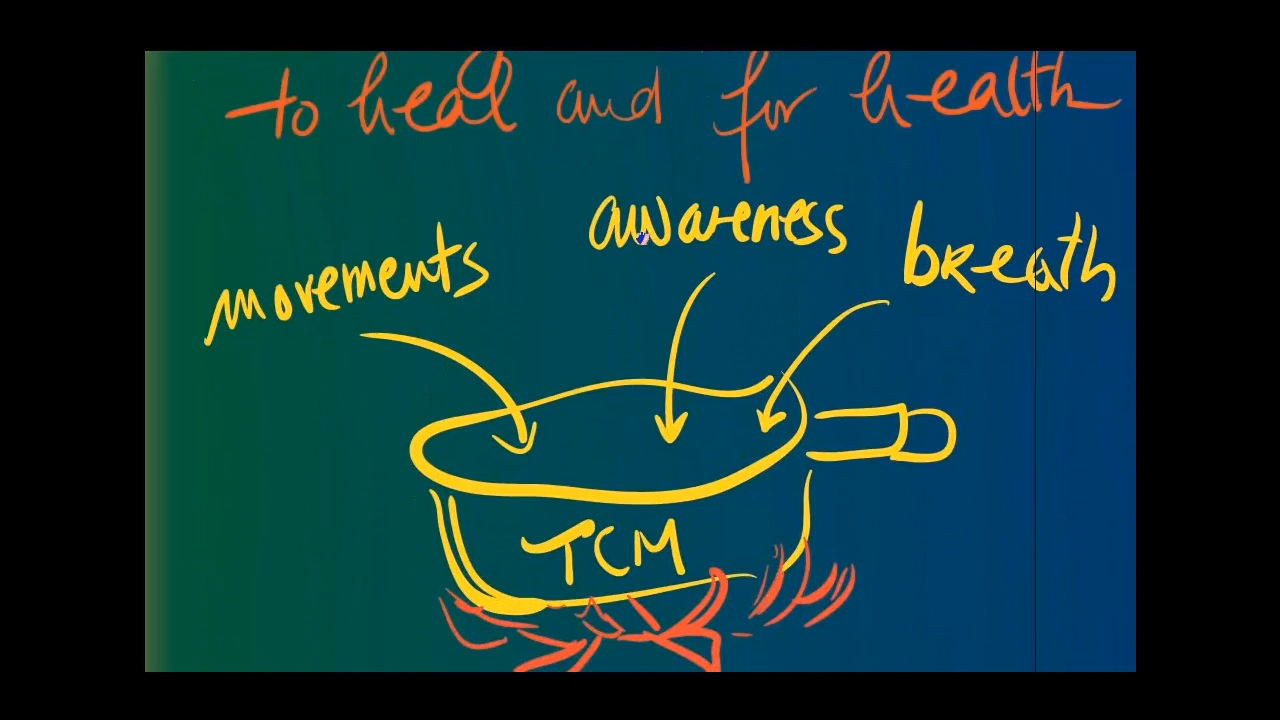 to heal and for health
awareness
movements
breath
TCM